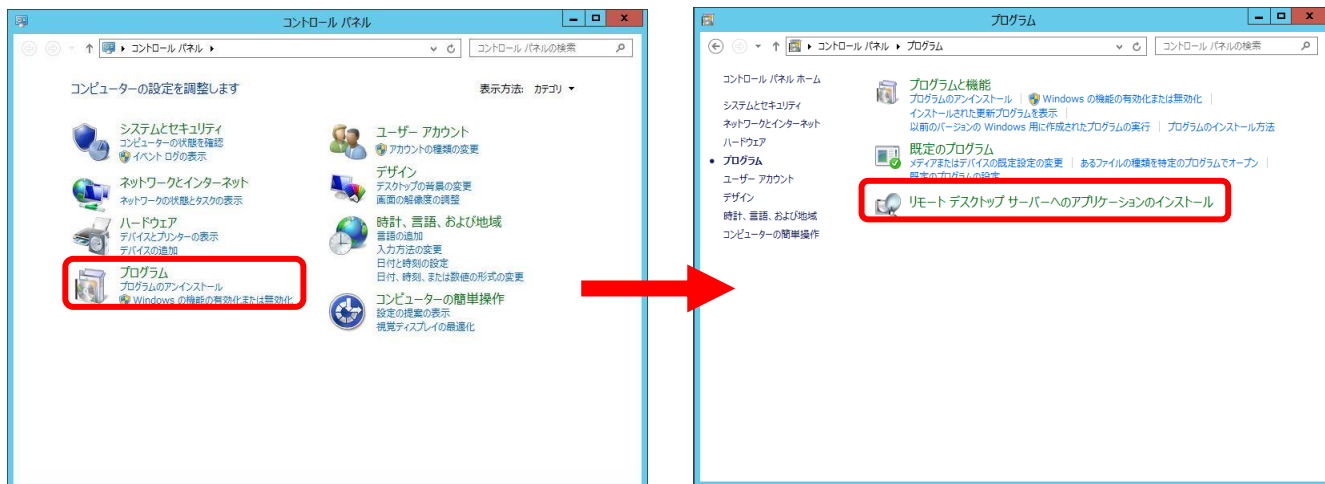 コントロール パネル
コントロール パネル
コントロール パネルの検索
コンピューターの設定を調整します
表示方法: カテゴリ
システムとセキュリティ
コンピューターの状態を確認
イベント ログの表示
ネットワークとインターネット
ネットワークの状態とタスクの表示
ハードウェア
デバイスとプリンターの表示
デバイスの追加
プログラム
プログラムのアンインストール
Windows の機能の有効化または無効化
ユーザー アカウント
アカウントの種類の変更
デザイン
デスクトップの背景の変更
画面の解像度の調整
時計、言語、および地域
言語の追加
入力方法の変更
日付と時刻の設定
日付、時刻、または数値の形式の変更
コンピューターの簡単操作
設定の提案の表示
視覚ディスプレイの最適化
プログラム
コントロール パネル プログラム
コントロール パネルの検索
コントロール パネル ホーム
システムとセキュリティ
ネットワークとインターネット
ハードウェア
プログラム
ユーザー アカウント
デザイン
時計、言語、および地域
コンピューターの簡単操作
プログラムと機能
プログラムのアンインストール Windows の機能の有効化または無効化
インストールされた更新プログラムを表示
以前のバージョンの Windows 用に作成されたプログラムの実行 プログラムのインストール方法
既定のプログラム
メディアまたはデバイスの既定設定の変更 あるファイルの種類を特定のプログラムでオープン
既定のプログラムの設定
リモート デスクトップ サーバーへのアプリケーションのインストール